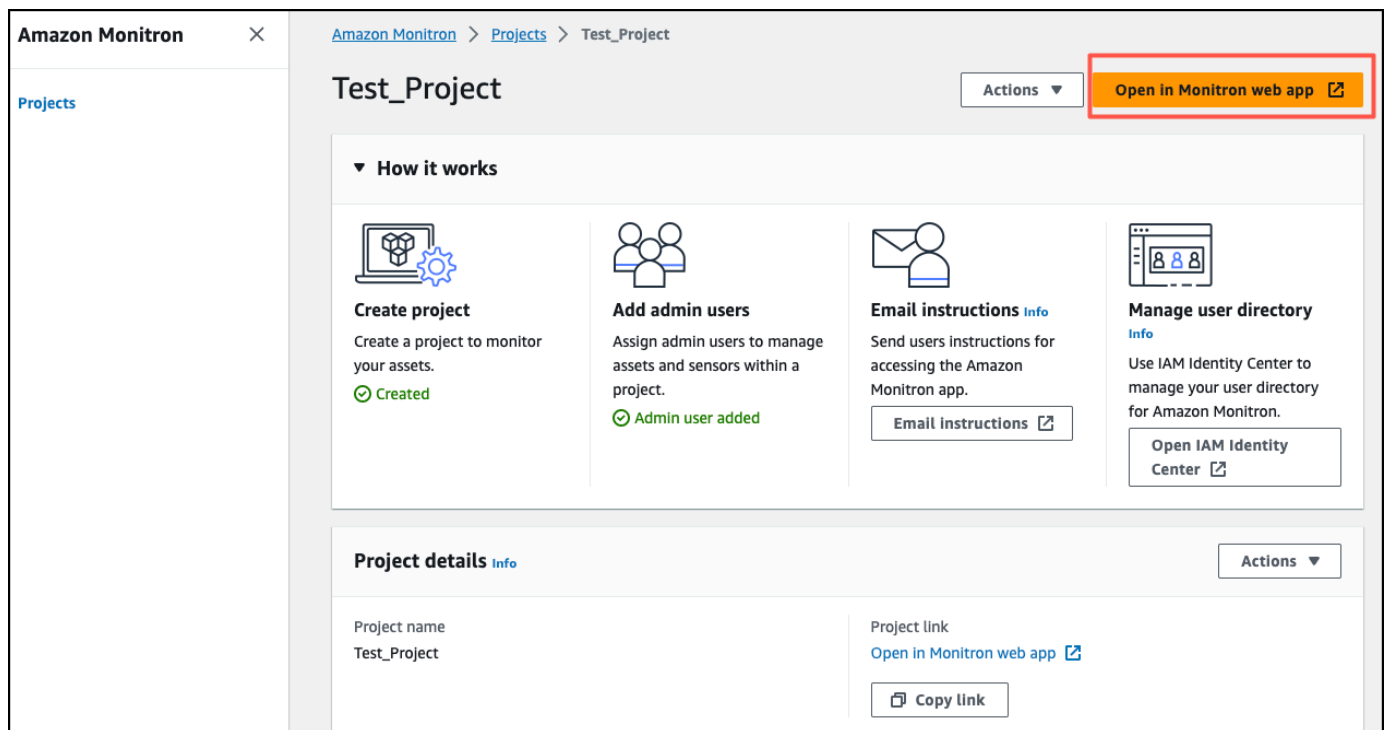 Amazon Monitron
Projects
Amazon Monitron > Projects > Test_Project
Test_Project
Actions
Open in Monitron web app
How it works
Create project
Create a project to monitor
your assets.
Created
Add admin users
Assign admin users to manage
assets and sensors within a
project.
Admin user added
Email instructions Info
Send users instructions for
accessing the Amazon
Monitron app.
Email instructions
Manage user directory
Info
Use IAM Identity Center to
manage your user directory
for Amazon Monitron.
Open IAM Identity
Center
Project details Info
Actions
Project name
Test_Project
Project link
Open in Monitron web app
Copy link